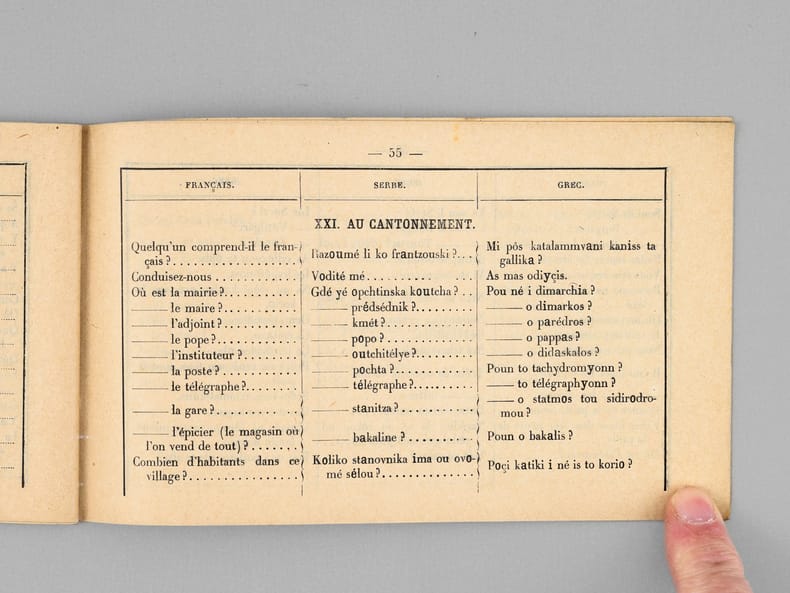 — 55 —
FRANÇAIS. SERBE. GREC.
XXI. AU CANTONNEMENT.
Quelqu'un comprend-il le fran-
çais ?
Razoumé li ko frantzouski ?...
Mi pôs katalammvani kaniss ta
gallika ?
Conduisez-nous .......... Vodité mé............ As mas odiyçis.
Où est la mairie?.......... Gdé yé opchtinska koutcha?.. Pou né i dimarchia ?
——— le maire ?.......... ——— prédsédnik ?........ ——— o dimarkos ?
——— l'adjoint ?.......... ——— kmét ?.......... ——— o parédros ?
——— le pope ?.......... ——— popo ?.......... ——— o pappas ?
——— l'instituteur ?........ ——— outchitélye ?........ ——— o didaskalos ?
——— la poste ?.......... ——— pochta ?.......... Poun to tachydromyonn ?
——— le télégraphe?........ ——— télégraphe?........ ——— to télégraphyonn ?
——— la gare ?.......... ——— stanitza ?.......... ——— o statmos tou sidirodro-
mou ?
——— l'épicier (le magasin où
l'on vend de tout) ?.......
——— bakaline ?..........
Poun o bakalis ?
Combien d'habitants dans ce
village ?..............
Koliko stanovnika ima ou ovo-
mé sélou ?............
Poçi katiki i né is to korio ?